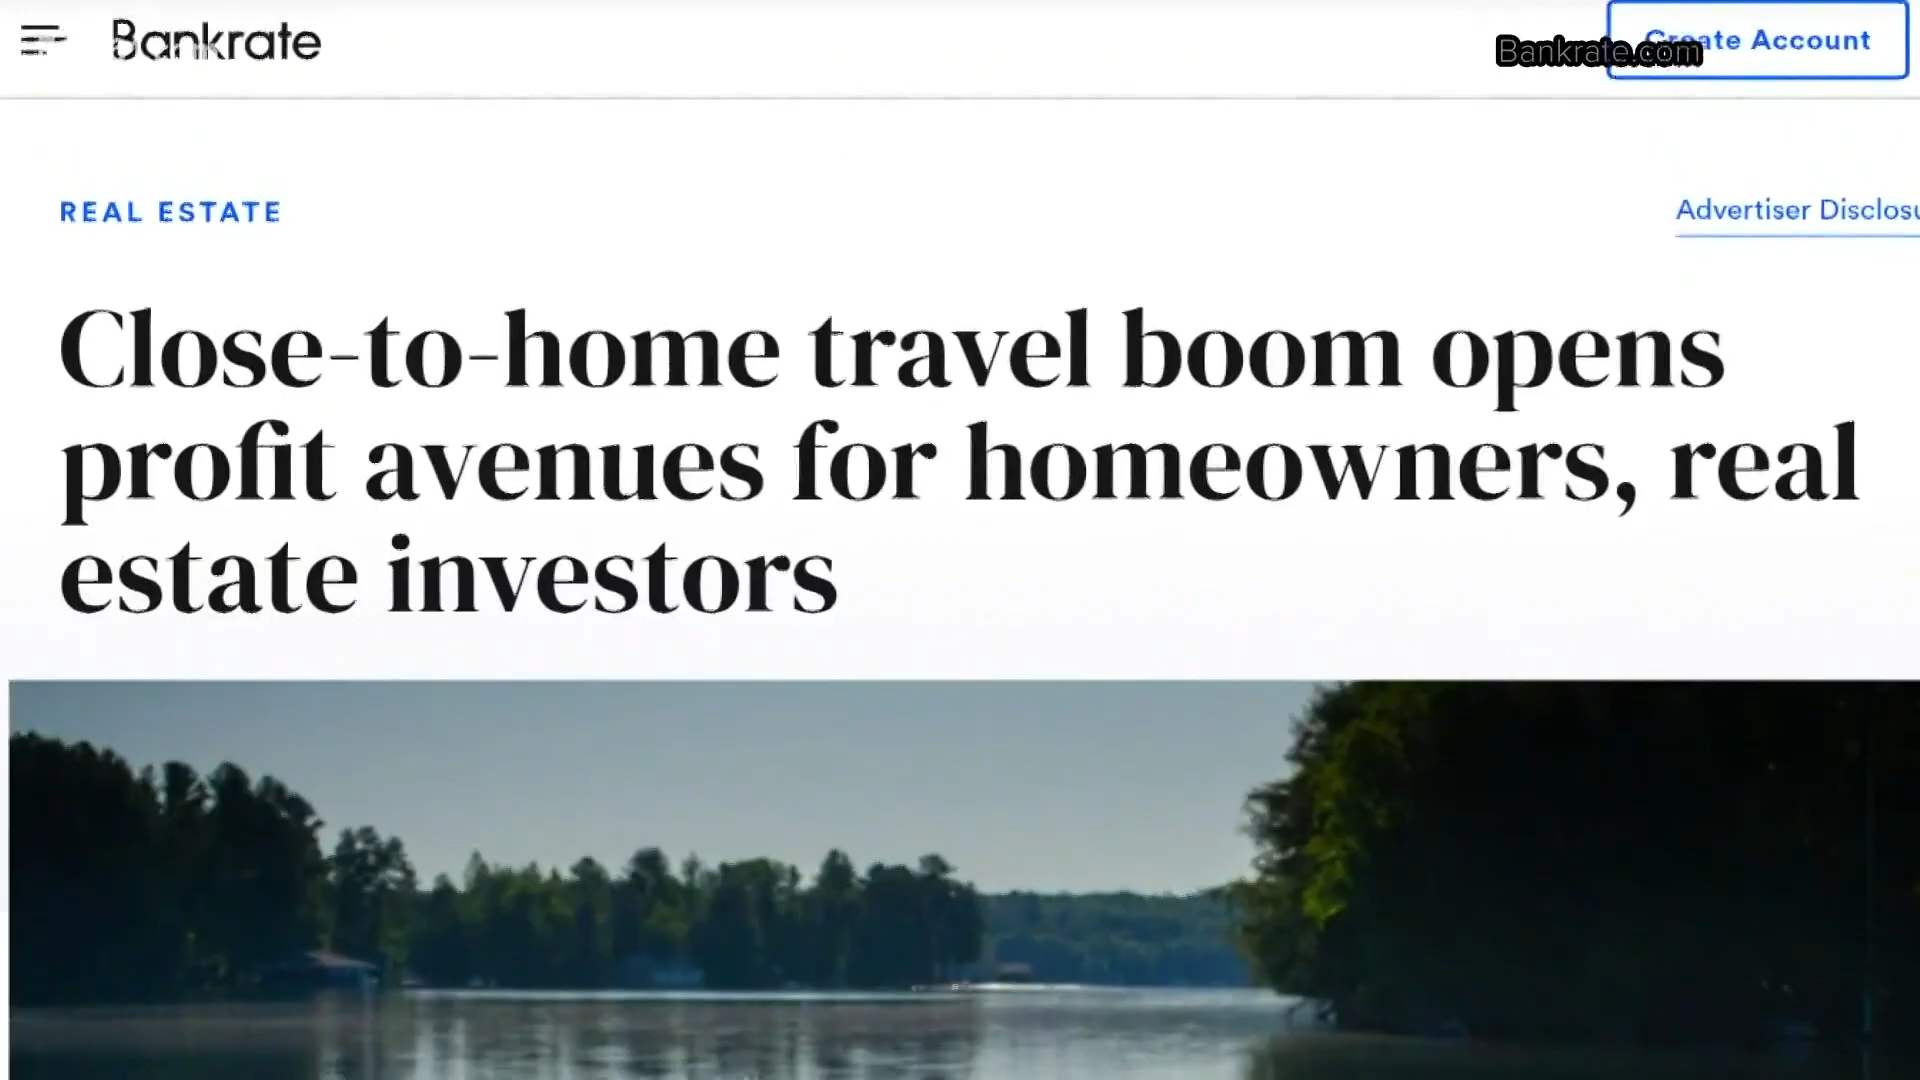 Bankrate
Bankrate.com
Create Account
REAL ESTATE
Advertiser Disclosu
Close-to-home travel boom opens
profit avenues for homeowners, real
estate investors